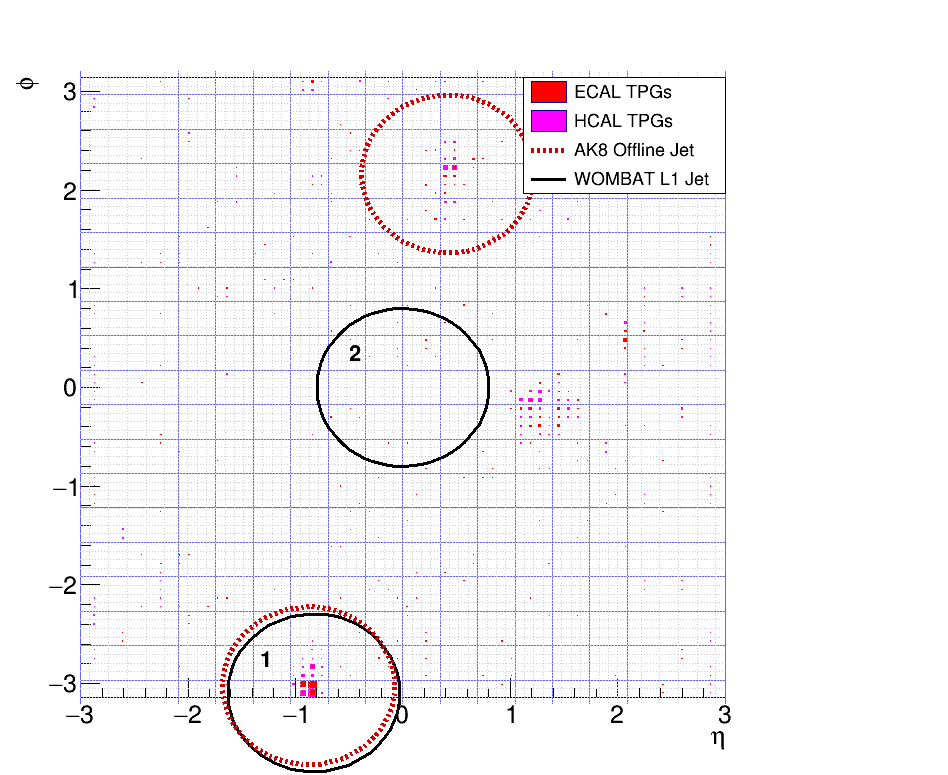 ϕ
3
2
1
0
−1
−2
−3
ECAL TPGs
HCAL TPGs
AK8 Offline Jet
WOMBAT L1 Jet
2
1
−3 −2 −1 0 1 2 3
η